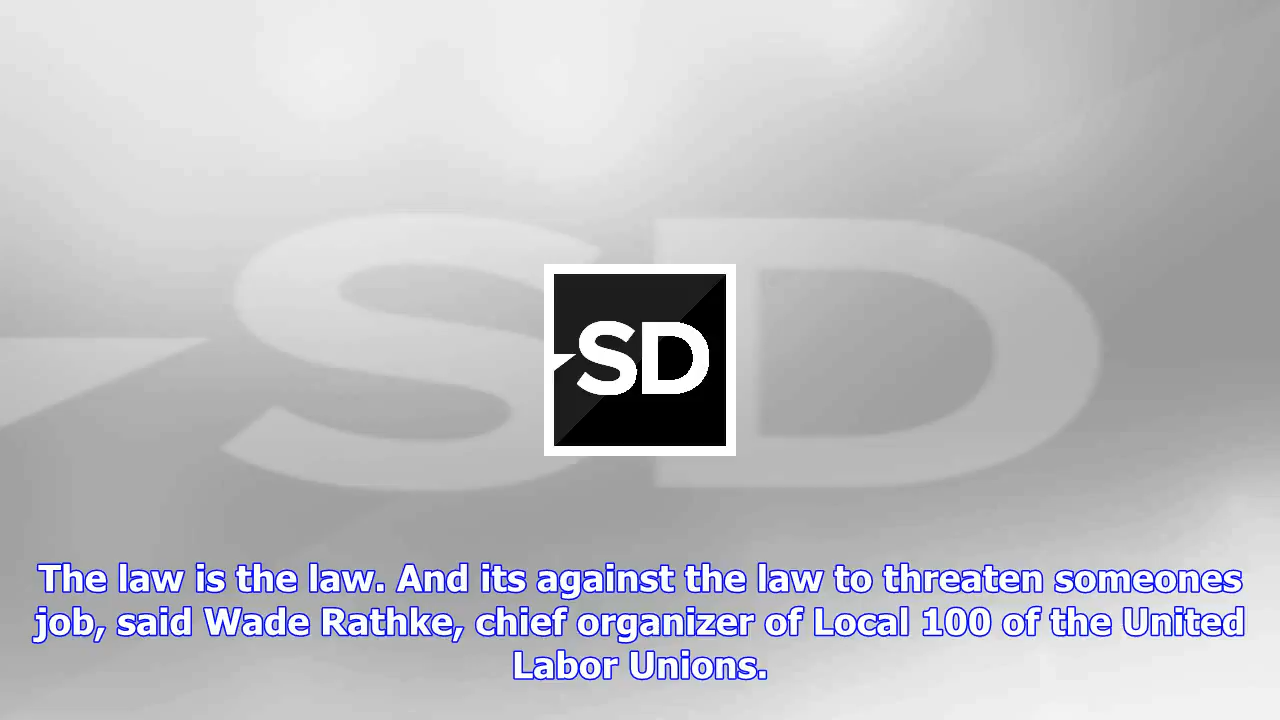 SD
SD
The law is the law. And its against the law to threaten someones
job, said Wade Rathke, chief organizer of Local 100 of the United
Labor Unions.